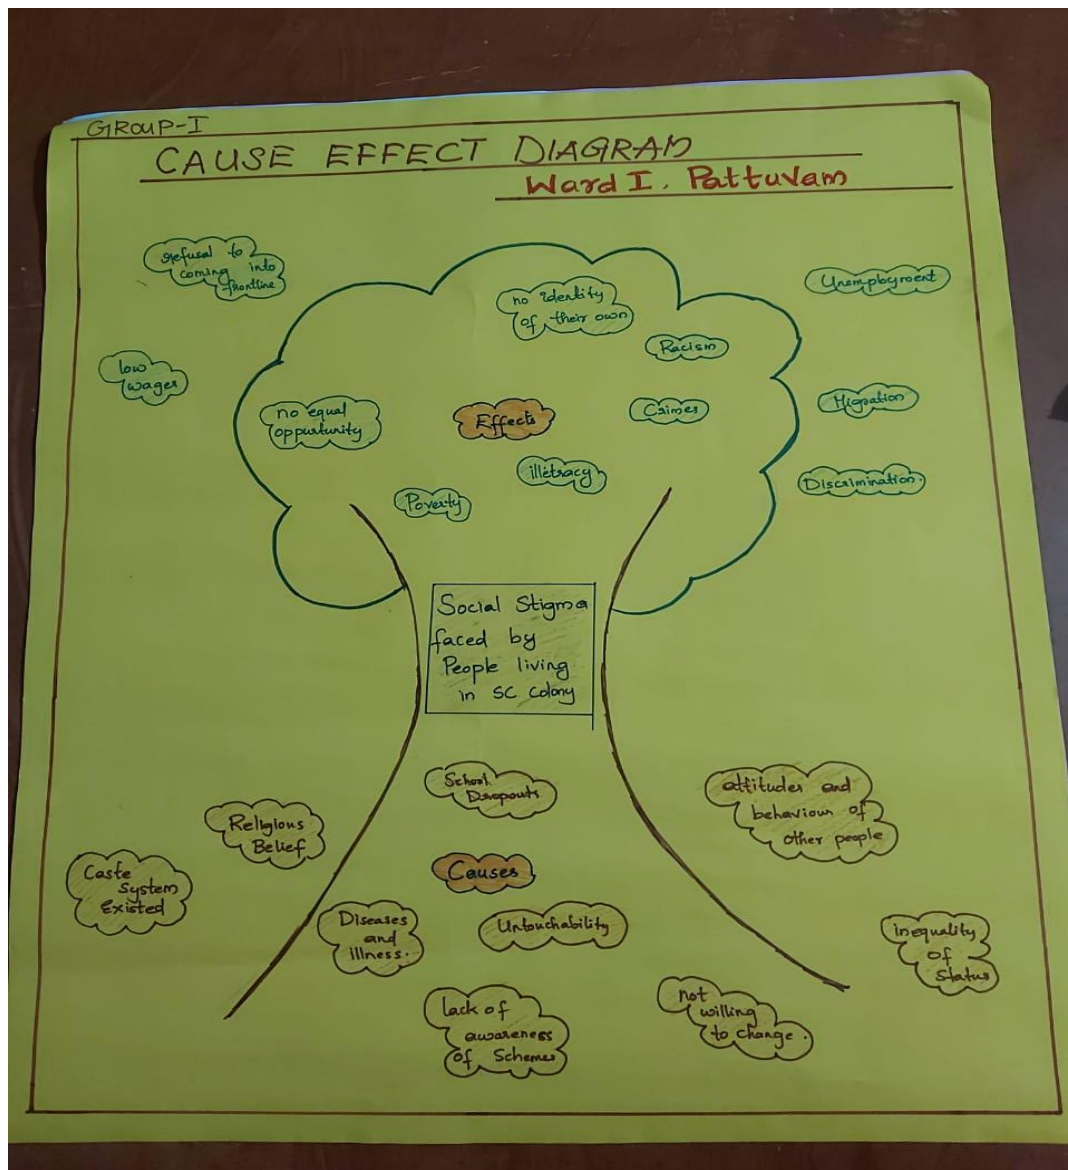 GROUP-I
CAUSE EFFECT DIAGRAM
Ward I. Pattuvam
refusal to
coming into
frontline
no identity
of their own
Unemployment
Racism
low
wages
no equal
oppurtunity
Effects
Crimes
Migration
illetracy
Poverty
Discrimination.
Social Stigma
faced by
People living
in SC Colony
School
Dropouts
attitudes and
behaviour of
other people
Religious
Belief
Caste
System
Existed
Causes
Diseases
and
illness.
Untouchability
inequality
of
Status
lack of
awareness
of Schemes
not
willing
to change.